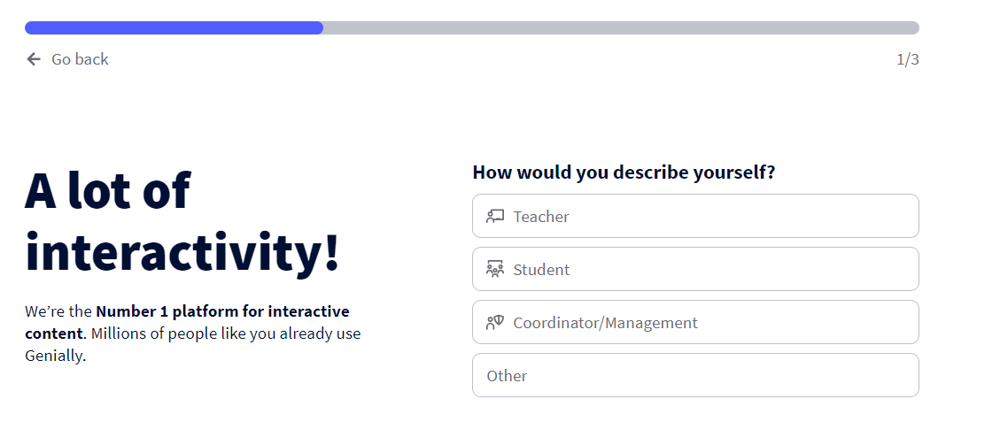 Go back
1/3
A lot of
interactivity!
We’re the Number 1 platform for interactive
content. Millions of people like you already use
Genially.
How would you describe yourself?
Teacher
Student
Coordinator/Management
Other